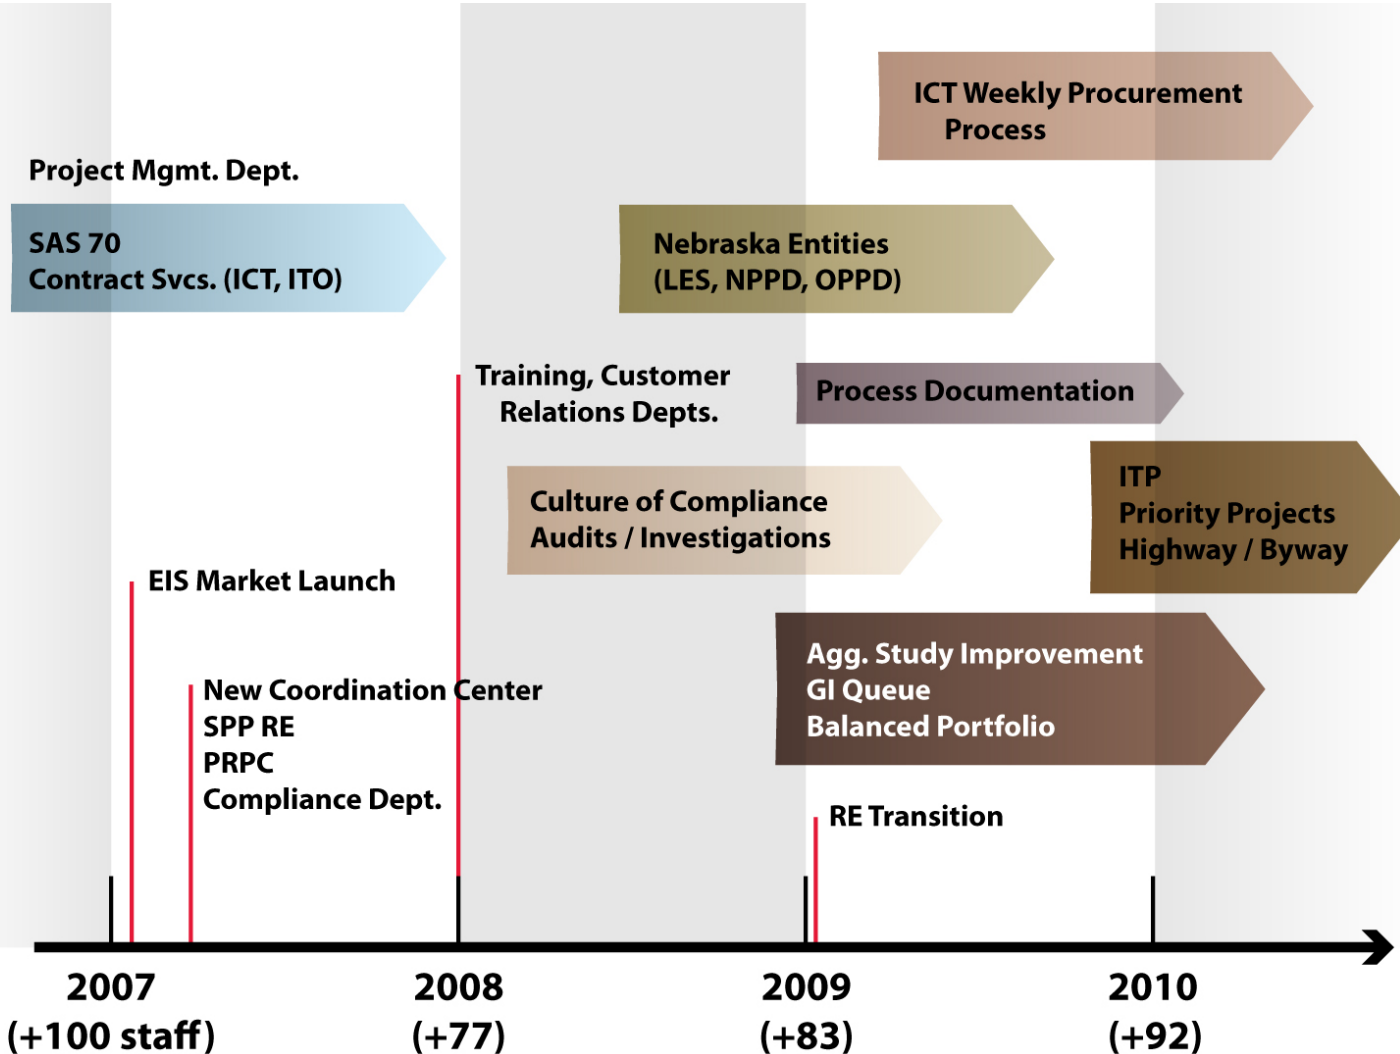 ICT Weekly Procurement
Process
Project Mgmt. Dept.
SAS 70
Contract Svcs. (ICT, ITO)
Nebraska Entities
(LES, NPPD, OPPD)
Training, Customer
Relations Depts.
Process Documentation
Culture of Compliance
Audits / Investigations
ITP
Priority Projects
Highway / Byway
EIS Market Launch
New Coordination Center
SPP RE
PRPC
Compliance Dept.
Agg. Study Improvement
GI Queue
Balanced Portfolio
RE Transition
2007
(+100 staff)
2008
(+77)
2009
(+83)
2010
(+92)